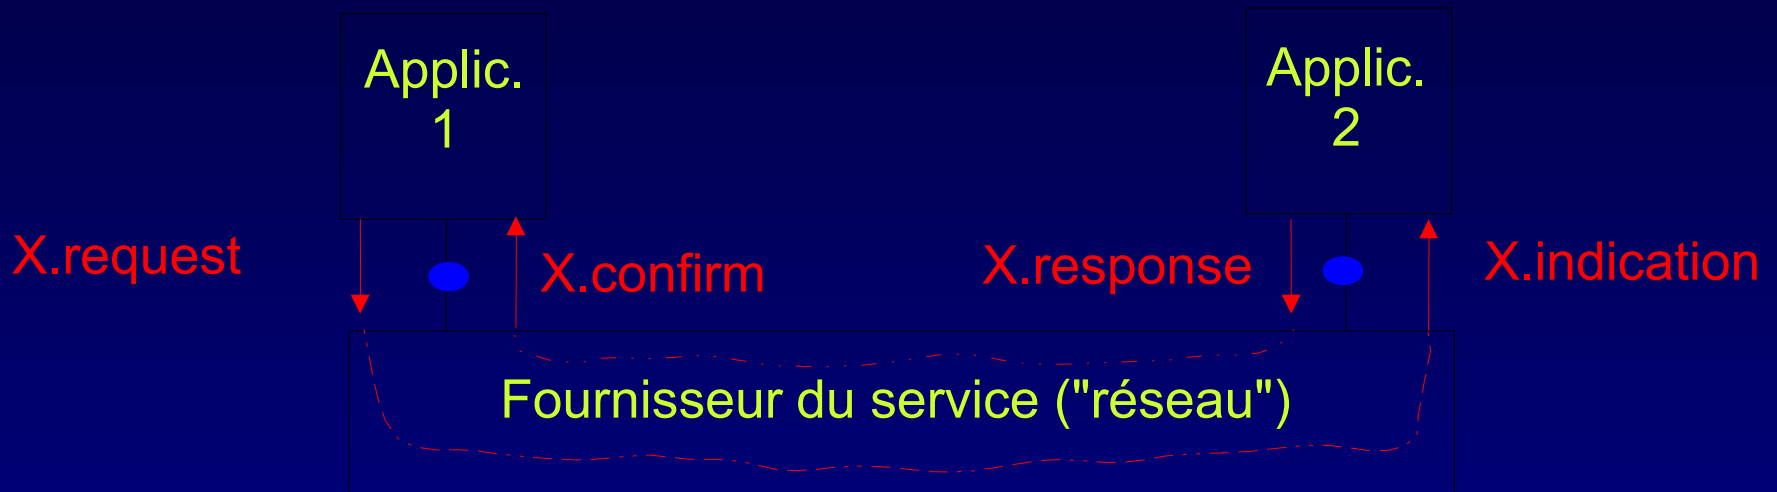 Applic.
1
Applic.
2
X.request
X.confirm
X.response
X.indication
Fournisseur du service ("réseau")